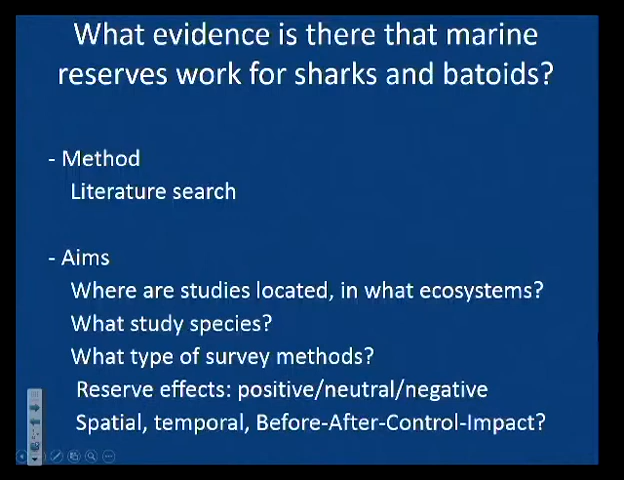 What evidence is there that marine
reserves work for sharks and batoids?
- Method
Literature search
- Aims
Where are studies located, in what ecosystems?
What study species?
What type of survey methods?
Reserve effects: positive/neutral/negative
Spatial, temporal, Before-After-Control-Impact?